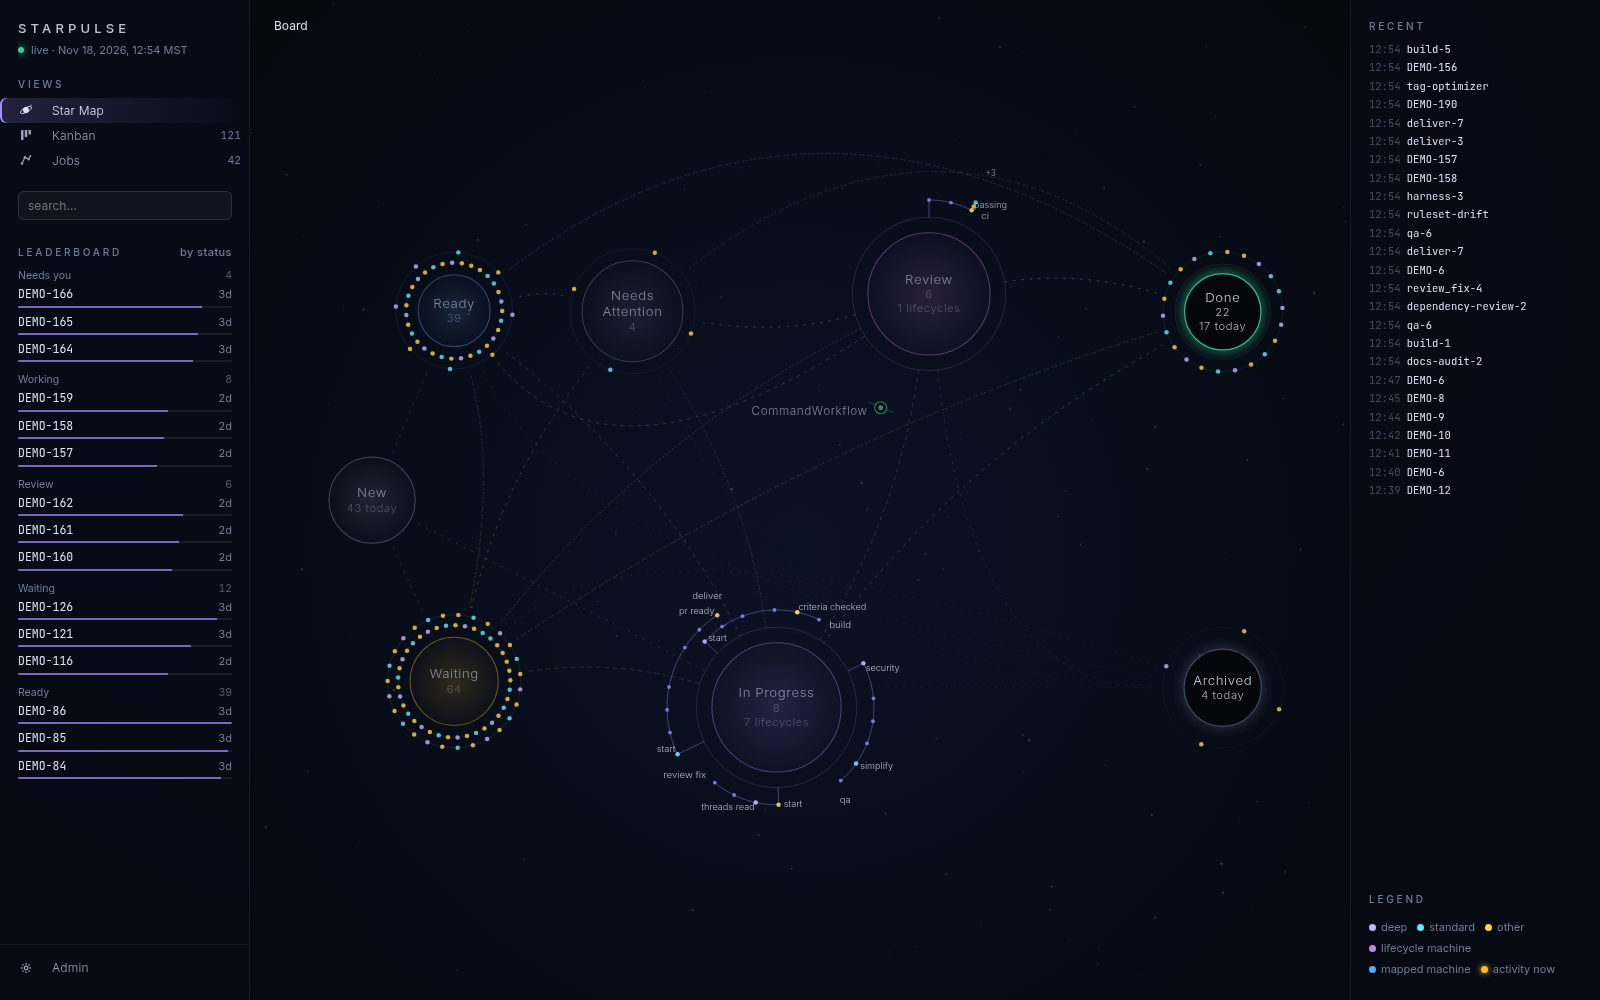 STARPULSE
live · Nov 18, 2026, 12:54 MST
VIEWS
Star Map
Kanban 121
Jobs 42
search...
LEADERBOARD by status
Needs you 4
DEMO-166 3d
DEMO-165 3d
DEMO-164 3d
Working 8
DEMO-159 2d
DEMO-158 2d
DEMO-157 2d
Review 6
DEMO-162 2d
DEMO-161 2d
DEMO-160 2d
Waiting 12
DEMO-126 3d
DEMO-121 3d
DEMO-116 2d
Ready 39
DEMO-86 3d
DEMO-85 3d
DEMO-84 3d
Admin
Board
+3
passing
ci
Ready
39
Needs
Attention
4
Review
6
1 lifecycles
Done
22
17 today
CommandWorkflow
New
43 today
Waiting
64
deliver
pr ready
start
criteria checked
build
security
In Progress
8
7 lifecycles
start
review fix
threads read
start
simplify
qa
Archived
4 today
RECENT
12:54 build-5
12:54 DEMO-156
12:54 tag-optimizer
12:54 DEMO-190
12:54 deliver-7
12:54 deliver-3
12:54 DEMO-157
12:54 DEMO-158
12:54 harness-3
12:54 ruleset-drift
12:54 qa-6
12:54 deliver-7
12:54 DEMO-6
12:54 review_fix-4
12:54 dependency-review-2
12:54 qa-6
12:54 build-1
12:54 docs-audit-2
12:47 DEMO-6
12:45 DEMO-8
12:44 DEMO-9
12:42 DEMO-10
12:41 DEMO-11
12:40 DEMO-6
12:39 DEMO-12
LEGEND
deep standard other
lifecycle machine
mapped machine activity now